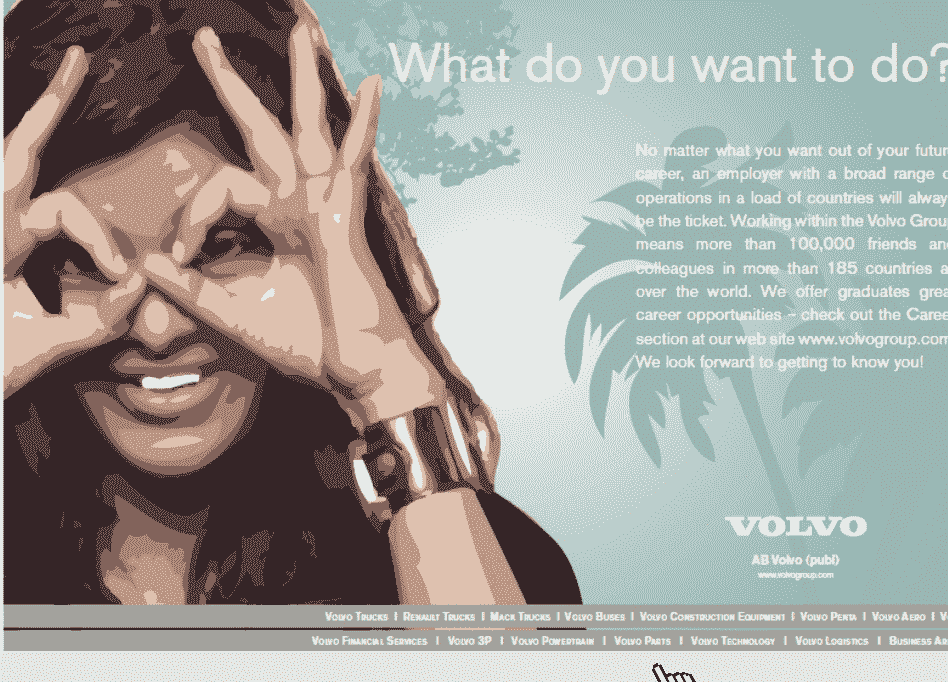 What do you want to do?
No matter what you want out of your futur
career, an employer with a broad range o
operations in a load of countries will alway
be the ticket. Working within the Volvo Grou
means more than 100,000 friends an
colleagues in more than 185 countries a
over the world. We offer graduates grea
career opportunities – check out the Caree
section at our web site www.volvogroup.com
We look forward to getting to know you!
VOLVO
AB Volvo (publ)
www.volvogroup.com
Volvo Trucks | Renault Trucks | Mack Trucks | Volvo Buses | Volvo Construction Equipment | Volvo Penta | Volvo Aero | V
Volvo Financial Services | Volvo 3P | Volvo Powertrain | Volvo Parts | Volvo Technology | Volvo Logistics | Business Ar